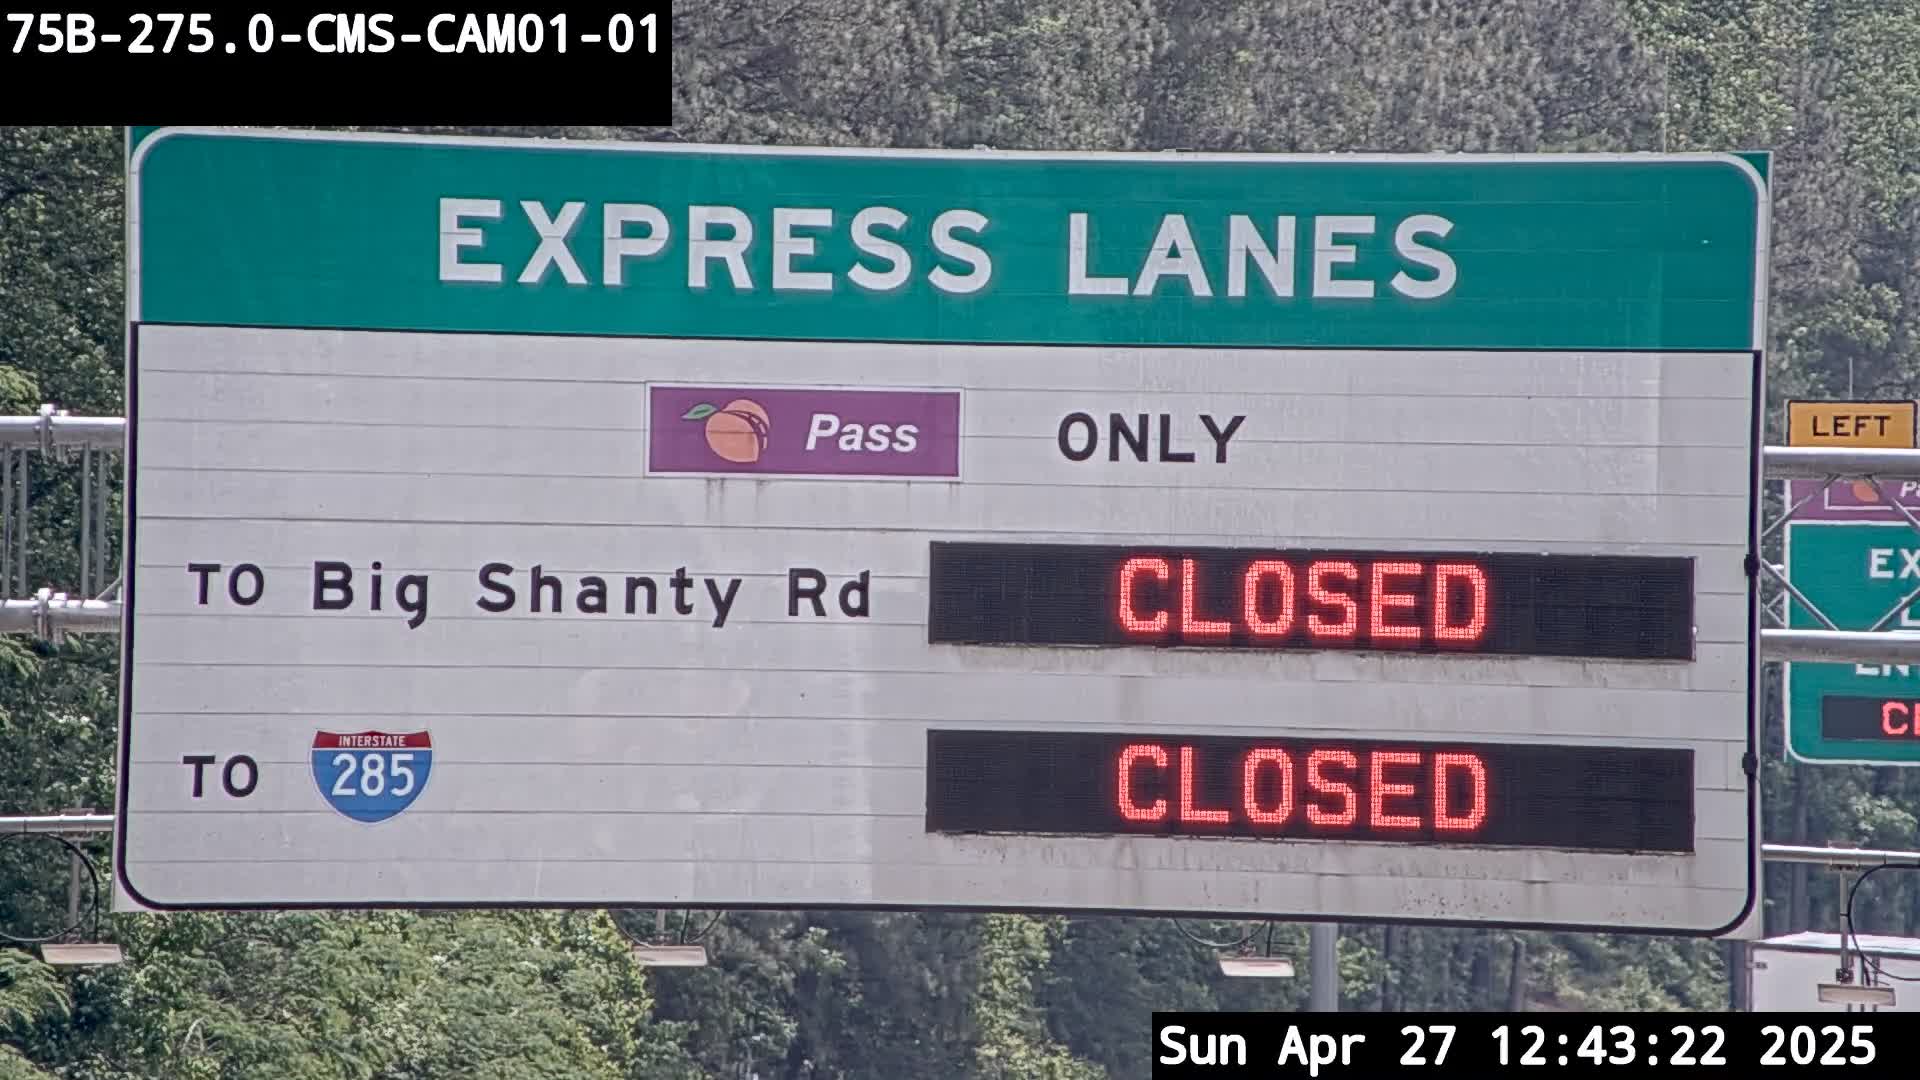 75B-275.0-CMS-CAM01-01
EXPRESS LANES
Pass ONLY
TO Big Shanty Rd CLOSED
TO INTERSTATE 285 CLOSED
LEFT
Sun Apr 27 12:43:22 2025